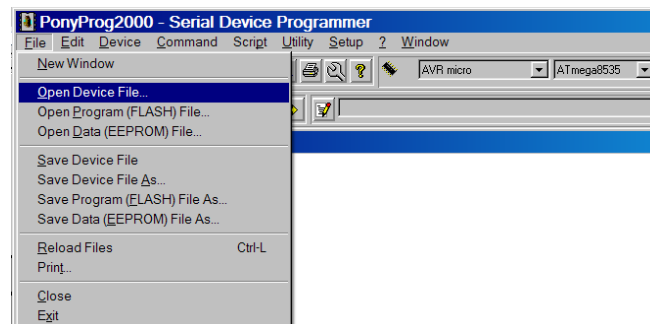 PonyProg2000 - Serial Device Programmer
File Edit Device Command Script Utility Setup ? Window
New Window
AVR micro ATmega8535
Open Device File...
Open Program (FLASH) File...
Open Data (EEPROM) File...
Save Device File
Save Device File As...
Save Program (FLASH) File As...
Save Data (EEPROM) File As...
Reload Files Ctrl-L
Print...
Close
Exit